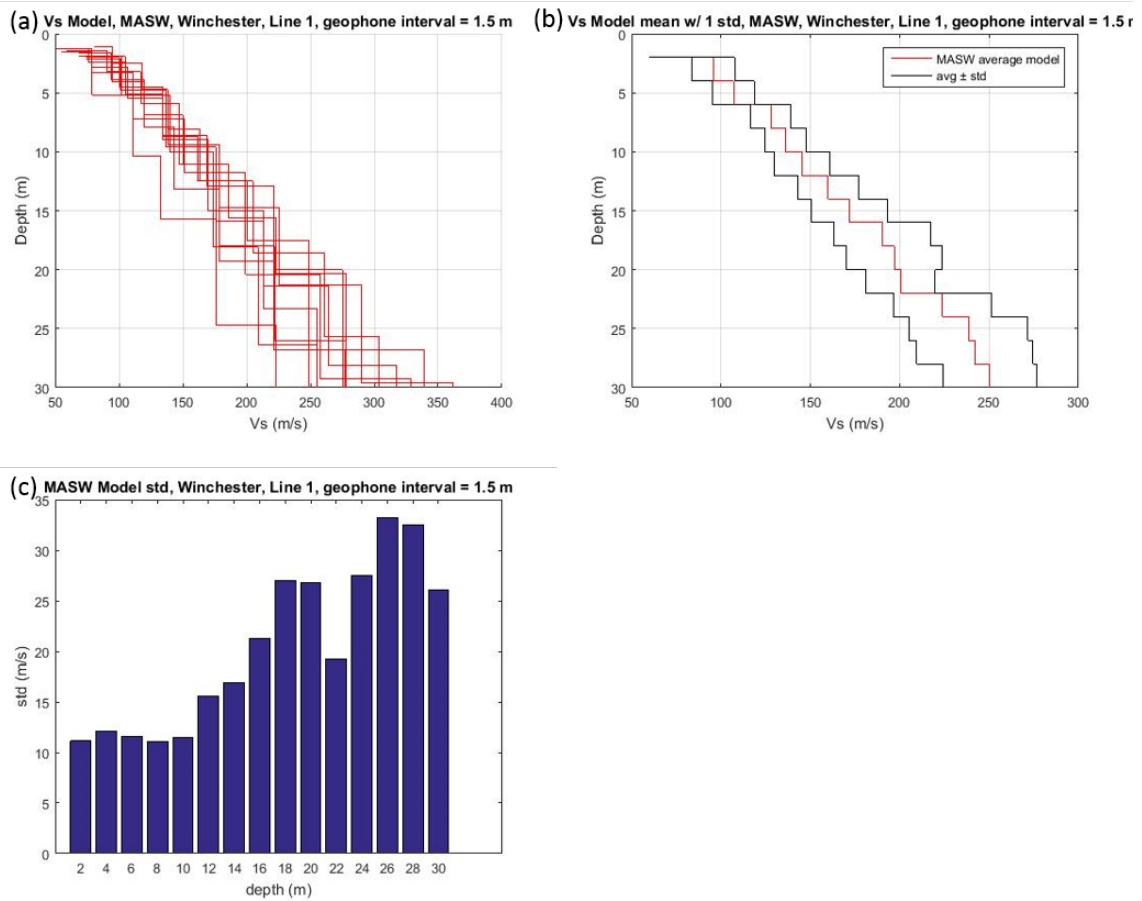 (a) Vs Model, MASW, Winchester, Line 1, geophone interval = 1.5 m
0
5
10
15
20
25
30
Depth (m)
50 100 150 200 250 300 350 400
Vs (m/s)
(b) Vs Model mean w/ 1 std, MASW, Winchester, Line 1, geophone interval = 1.5 m
MASW average model
avg ± std
0
5
10
15
20
25
30
Depth (m)
50 100 150 200 250 300
Vs (m/s)
(c) MASW Model std, Winchester, Line 1, geophone interval = 1.5 m
35
30
25
20
15
10
5
0
std (m/s)
2 4 6 8 10 12 14 16 18 20 22 24 26 28 30
depth (m)